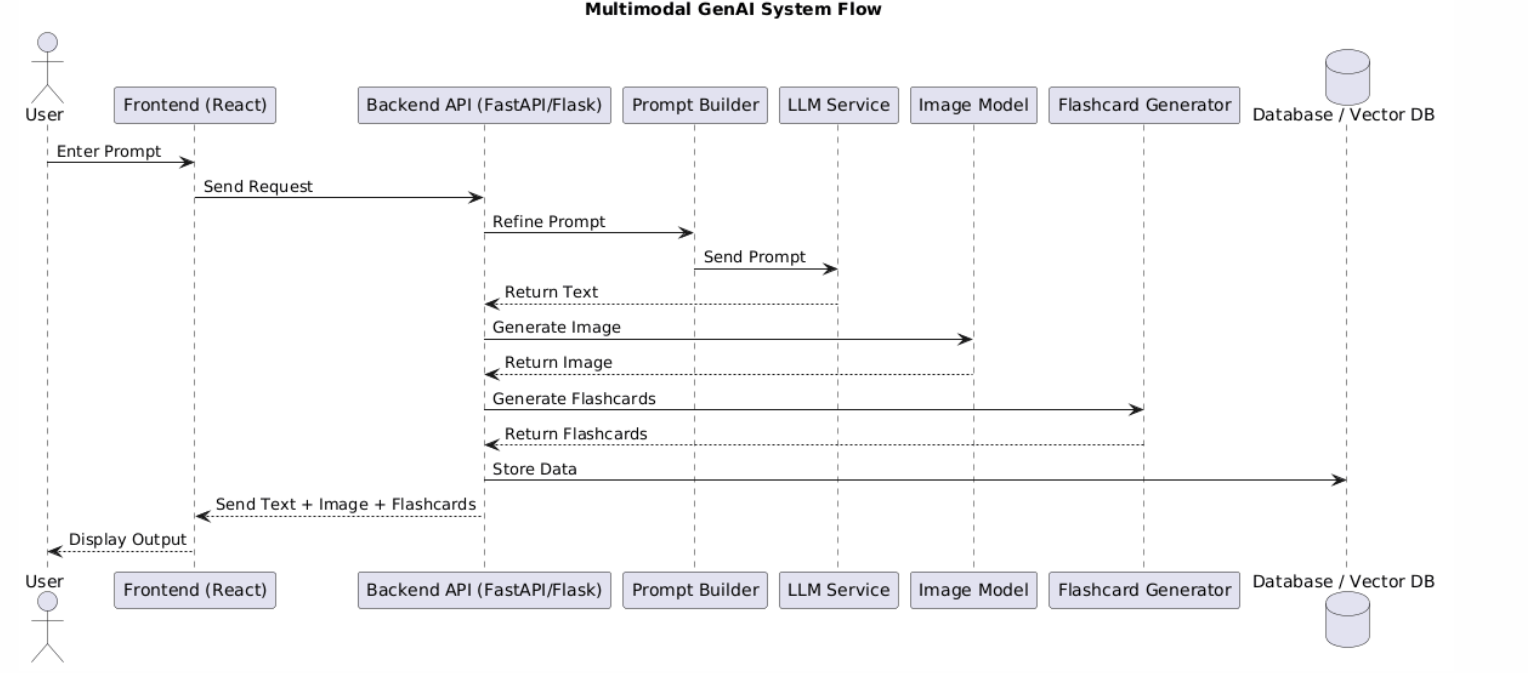 Multimodal GenAI System Flow
User
Frontend (React)
Backend API (FastAPI/Flask)
Prompt Builder
LLM Service
Image Model
Flashcard Generator
Database / Vector DB
Enter Prompt
Send Request
Refine Prompt
Send Prompt
Return Text
Generate Image
Return Image
Generate Flashcards
Return Flashcards
Store Data
Send Text + Image + Flashcards
Display Output
User
Frontend (React)
Backend API (FastAPI/Flask)
Prompt Builder
LLM Service
Image Model
Flashcard Generator
Database / Vector DB